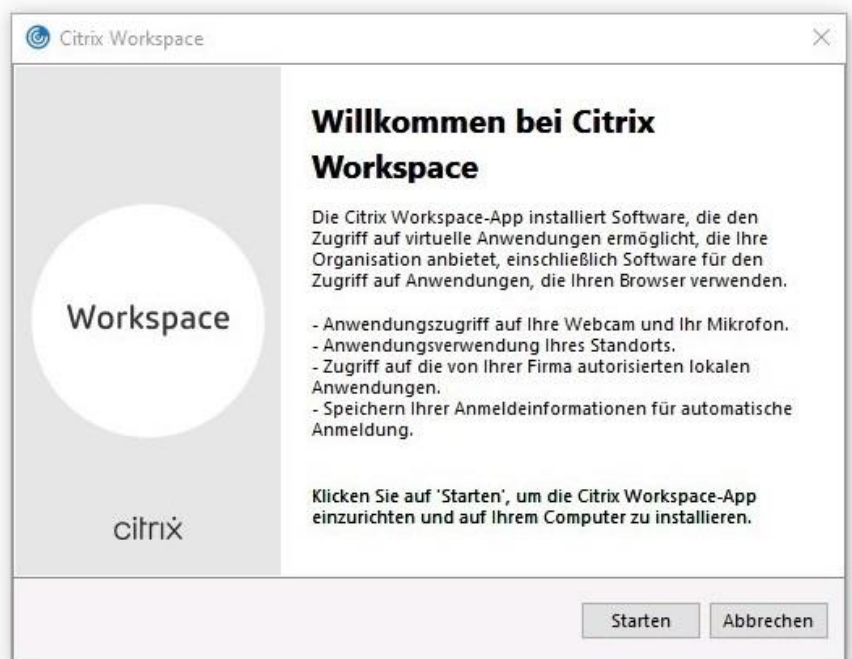 Citrix Workspace
Willkommen bei Citrix
Workspace
Die Citrix Workspace-App installiert Software, die den
Zugriff auf virtuelle Anwendungen ermöglicht, die Ihre
Organisation anbietet, einschließlich Software für den
Zugriff auf Anwendungen, die Ihren Browser verwenden.
- Anwendungszugriff auf Ihre Webcam und Ihr Mikrofon.
- Anwendungsverwendung Ihres Standorts.
- Zugriff auf die von Ihrer Firma autorisierten lokalen
Anwendungen.
- Speichern Ihrer Anmeldeinformationen für automatische
Anmeldung.
Klicken Sie auf 'Starten', um die Citrix Workspace-App
einzurichten und auf Ihrem Computer zu installieren.
Workspace
citrix
Starten
Abbrechen